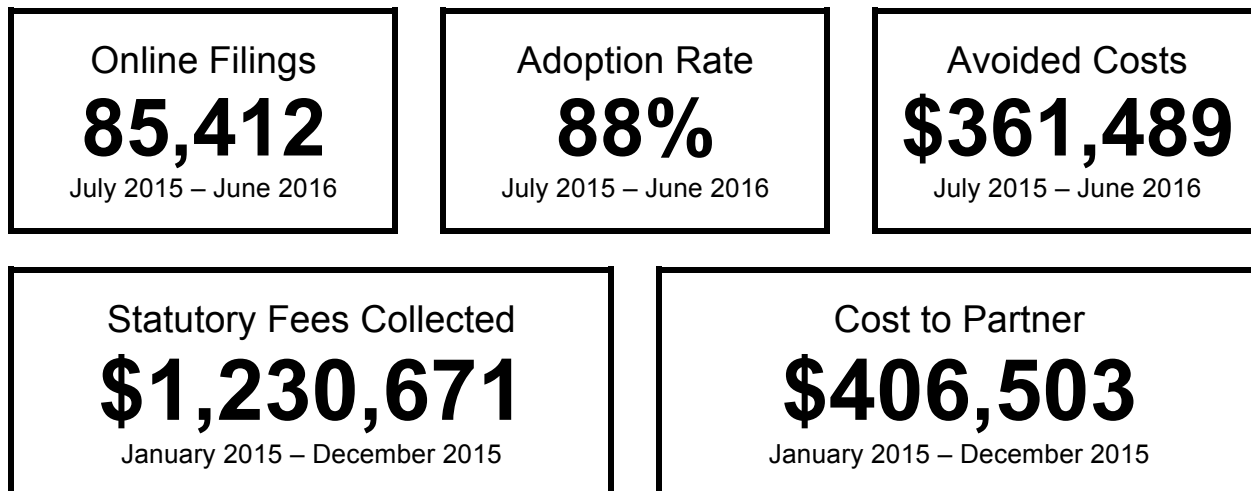 Online Filings
85,412
July 2015 – June 2016
Adoption Rate
88%
July 2015 – June 2016
Avoided Costs
$361,489
July 2015 – June 2016
Statutory Fees Collected
$1,230,671
January 2015 – December 2015
Cost to Partner
$406,503
January 2015 – December 2015